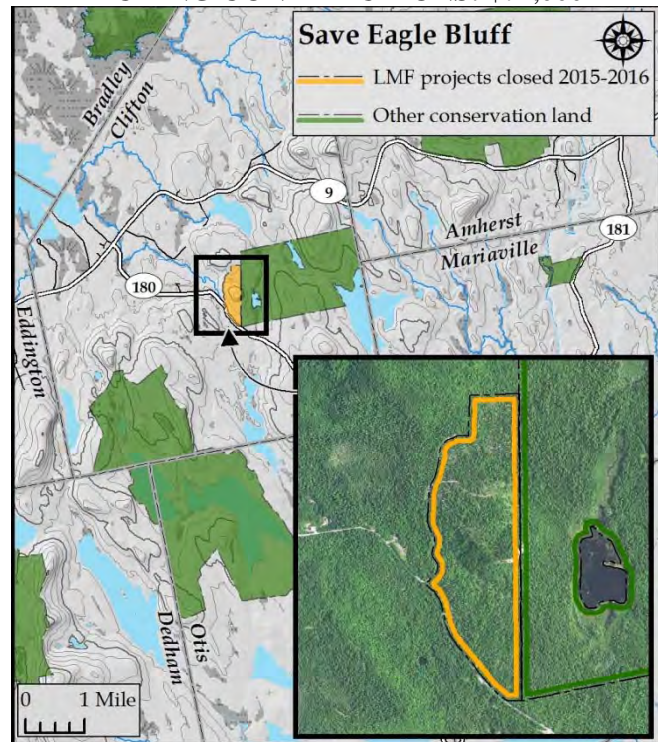 Save Eagle Bluff
LMF projects closed 2015-2016
Other conservation land
Bradley
Clifton
9
Amherst
Mariaville
181
180
Eddington
Otis
Dedham
0 1 Mile